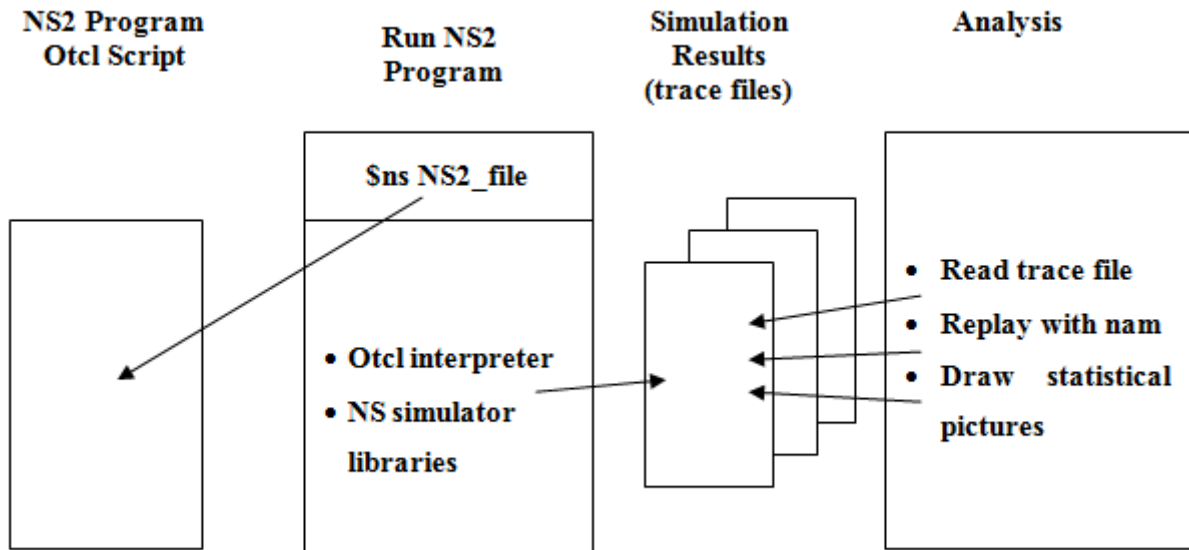 NS2 Program
Otcl Script
Run NS2
Program
Simulation
Results
(trace files)
Analysis
$ns NS2_file
• Otcl interpreter
• NS simulator
libraries
• Read trace file
• Replay with nam
• Draw statistical
pictures